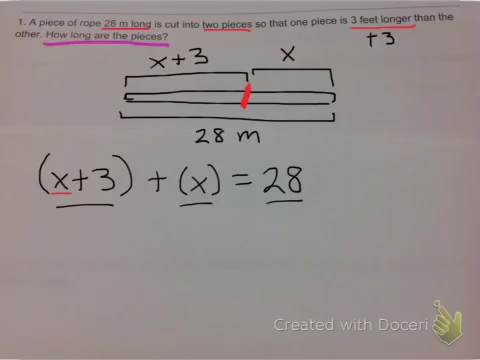 1. A piece of rope 28 m long is cut into two pieces so that one piece is 3 feet longer than the
other. How long are the pieces?
+3
x+3
x
28 m
(x+3) + (x) = 28
Created with Doceri